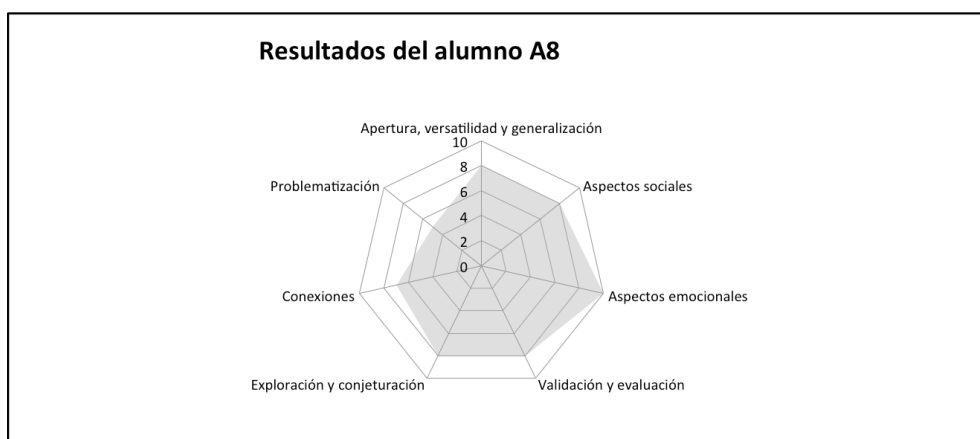 Resultados del alumno A8
Apertura, versatilidad y generalización
10
8
6
4
2
0
Aspectos sociales
Aspectos emocionales
Validación y evaluación
Exploración y conjeturación
Conexiones
Problematización